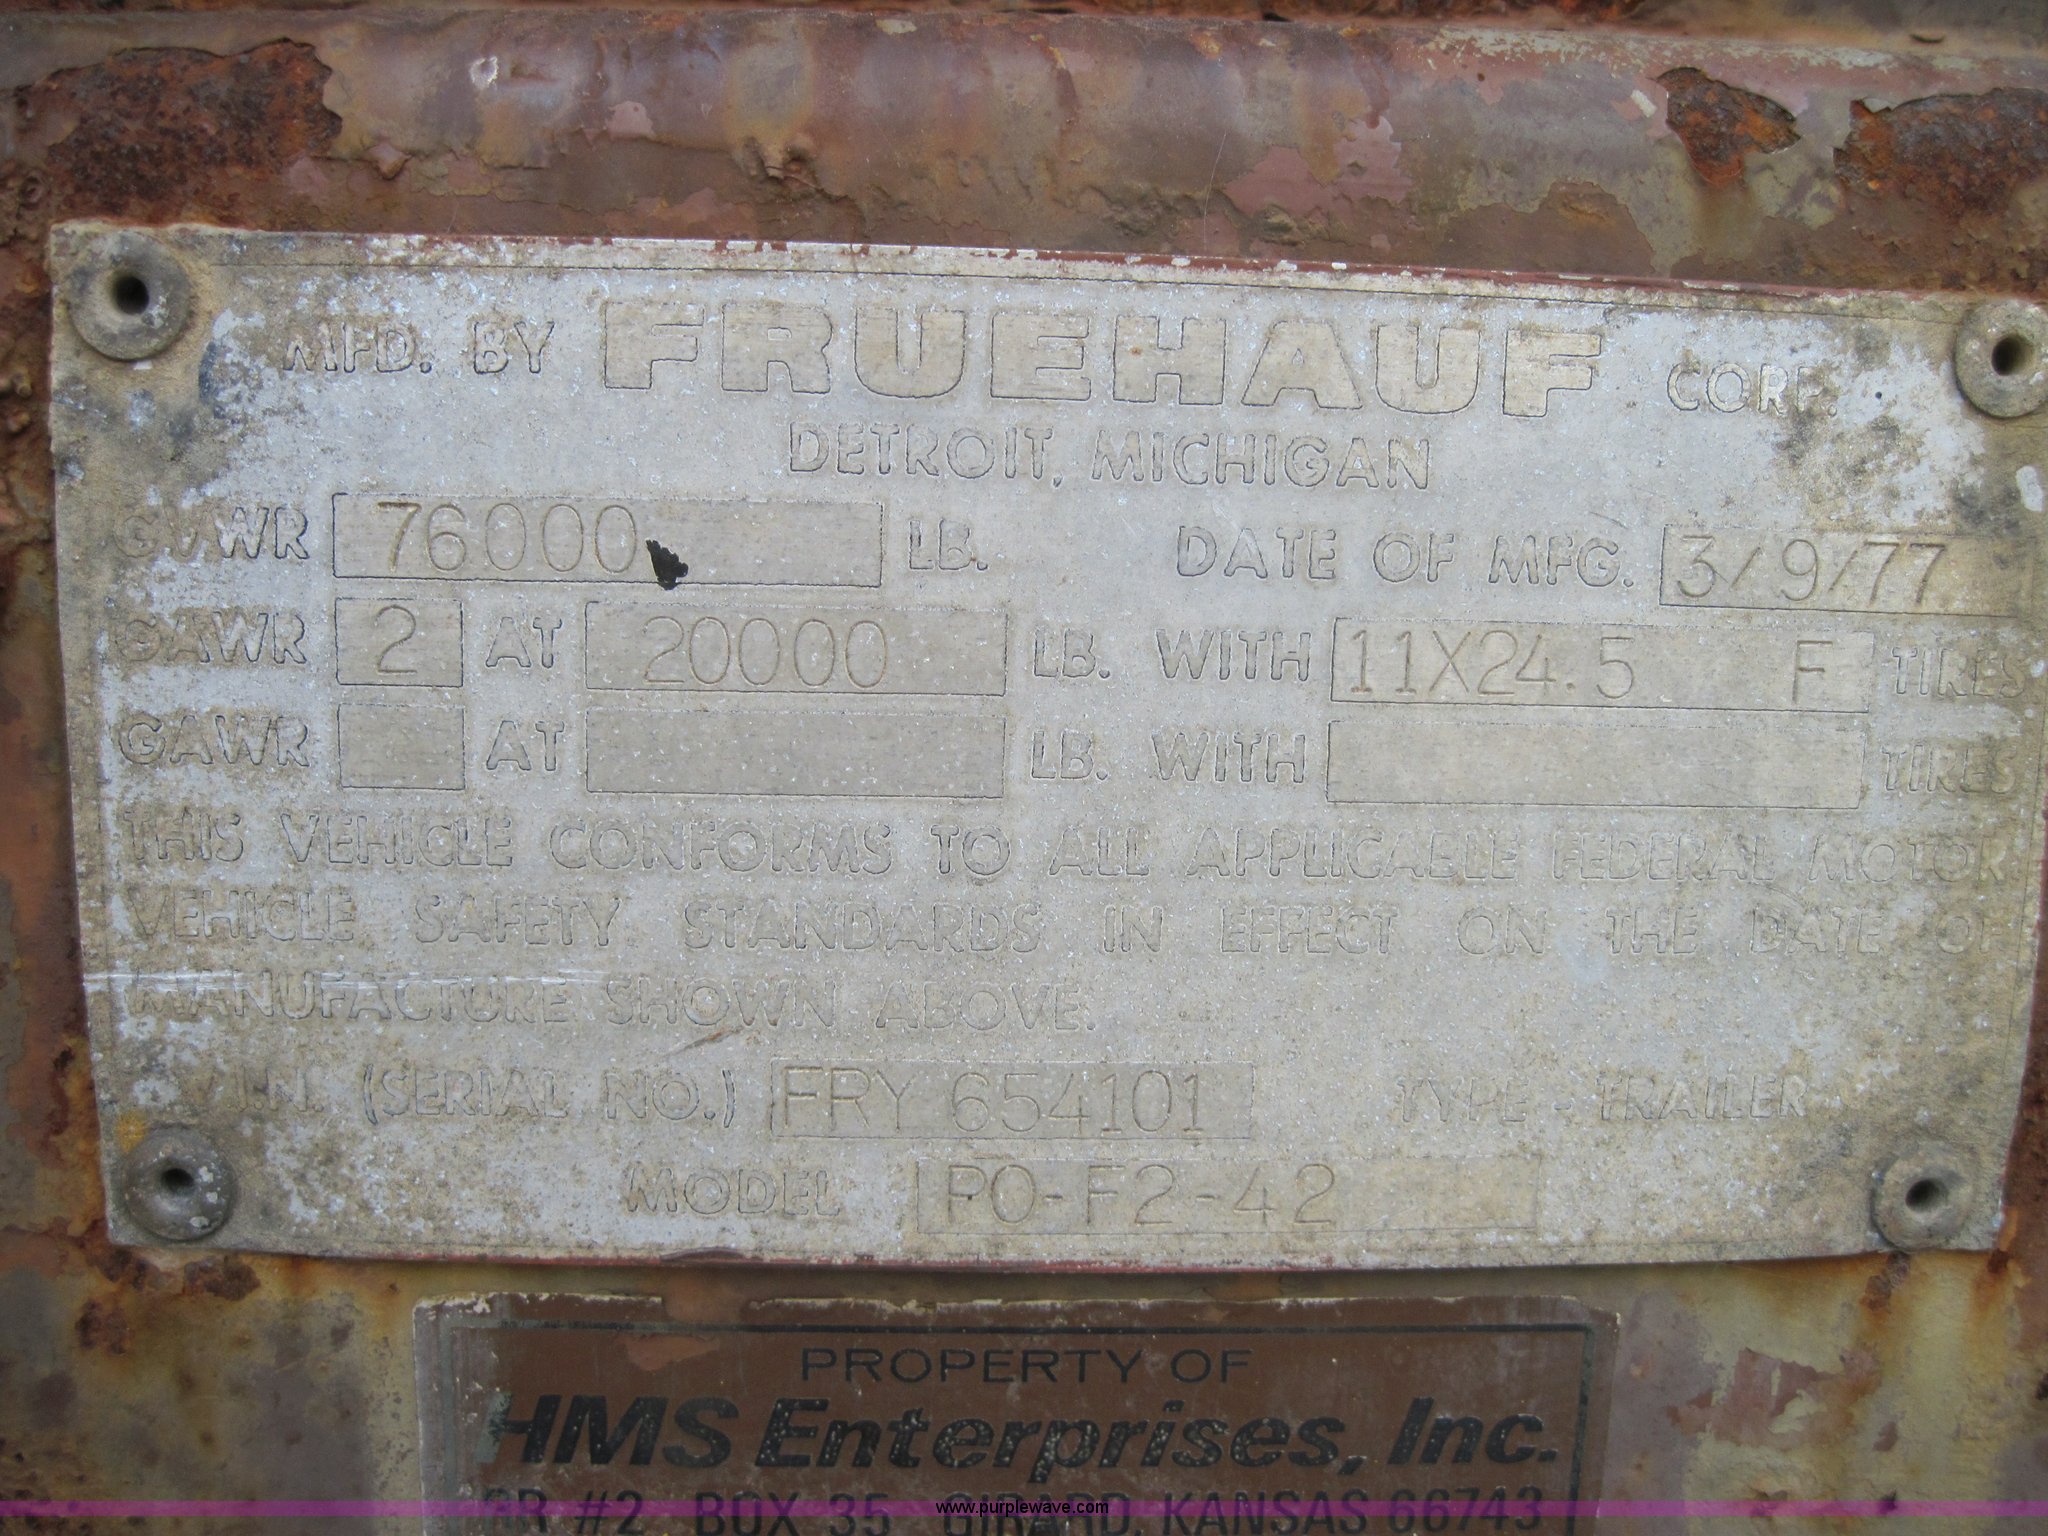 MFD. BY FRUEHAUF CORP.
DETROIT, MICHIGAN
GVWR 76000 LB. DATE OF MFG. 3/9/77
GAWR 2 AT 20000 LB. WITH 11X24.5 F TIRES
GAWR AT LB. WITH TIRES
THIS VEHICLE CONFORMS TO ALL APPLICABLE FEDERAL MOTOR
VEHICLE SAFETY STANDARDS IN EFFECT ON THE DATE OF
MANUFACTURE SHOWN ABOVE.
V.I.N. (SERIAL NO.) FRY 654101 TYPE - TRAILER
MODEL PO-F2-42
PROPERTY OF
HMS Enterprises, Inc.
RR #2 BOX 35 GIRARD, KANSAS 66743
www.purplewave.com